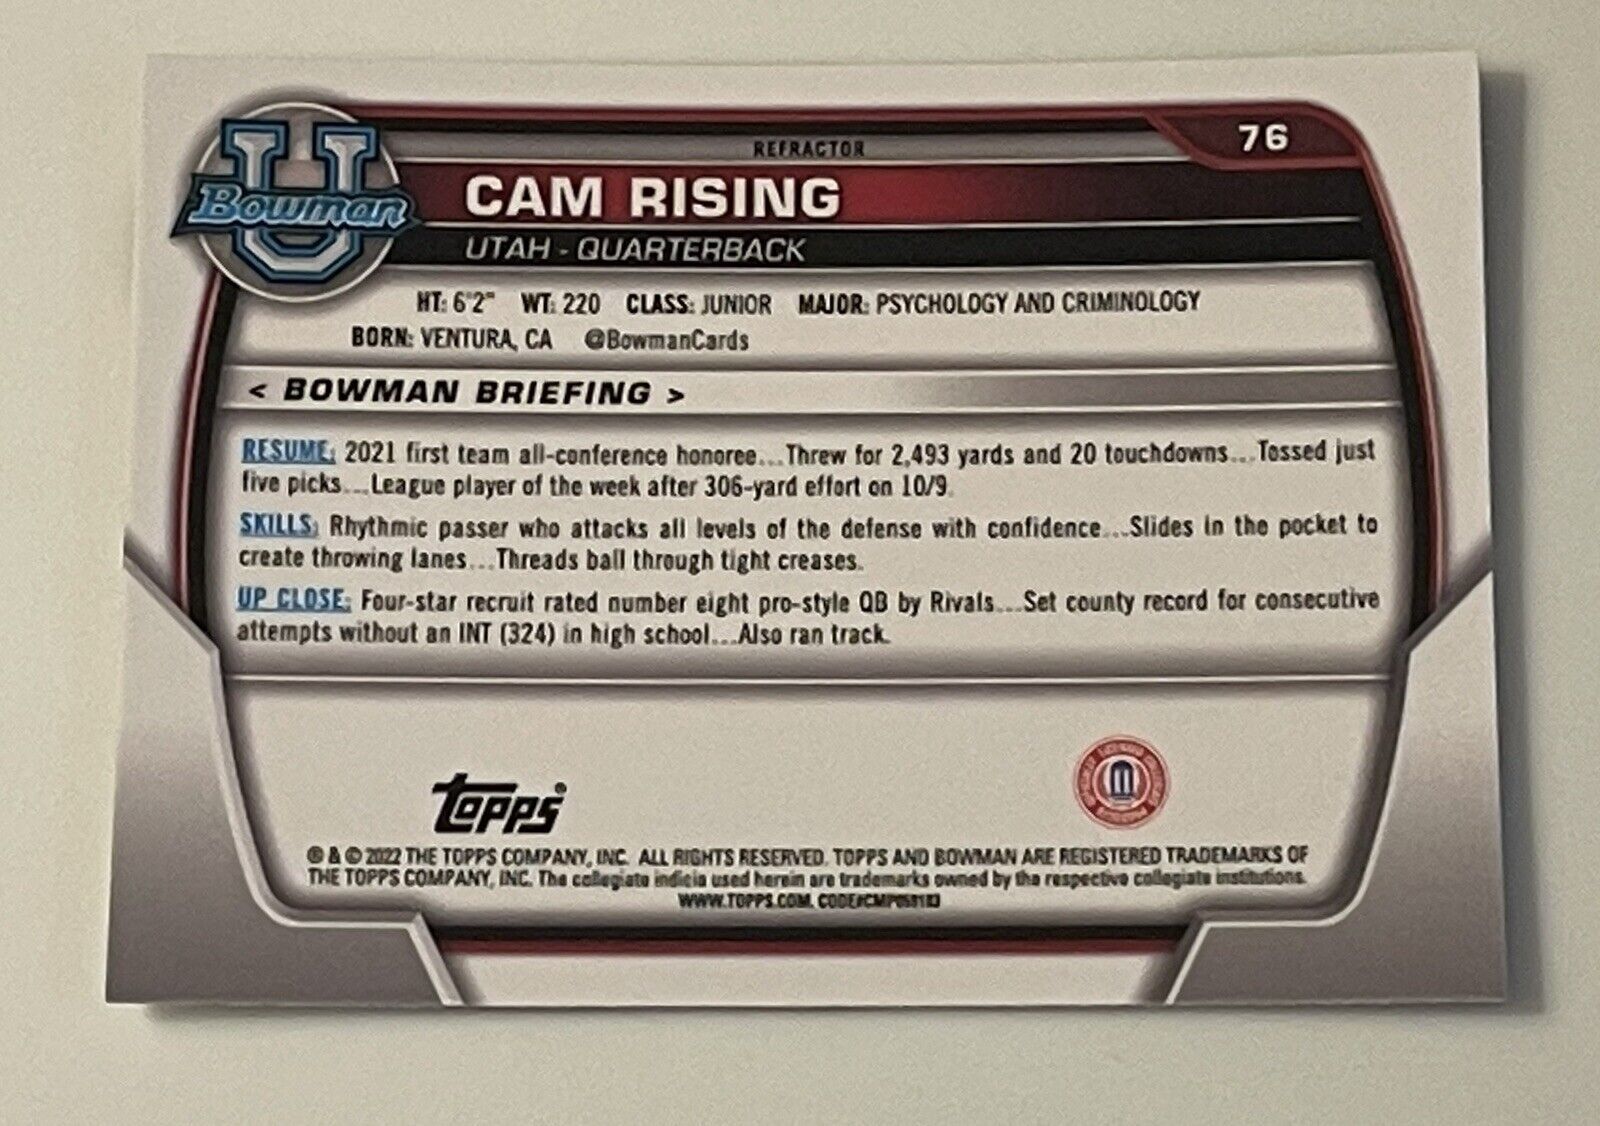 76
REFRACTOR
U
Bowman
CAM RISING
UTAH - QUARTERBACK
HT: 6'2" WT: 220 CLASS: JUNIOR MAJOR: PSYCHOLOGY AND CRIMINOLOGY
BORN: VENTURA, CA @BowmanCards
< BOWMAN BRIEFING >
RESUME: 2021 first team all-conference honoree...Threw for 2,493 yards and 20 touchdowns...Tossed just
five picks...League player of the week after 306-yard effort on 10/9.
SKILLS: Rhythmic passer who attacks all levels of the defense with confidence...Slides in the pocket to
create throwing lanes...Threads ball through tight creases.
UP CLOSE: Four-star recruit rated number eight pro-style QB by Rivals...Set county record for consecutive
attempts without an INT (324) in high school...Also ran track.
Topps®
® & © 2022 THE TOPPS COMPANY, INC. ALL RIGHTS RESERVED. TOPPS AND BOWMAN ARE REGISTERED TRADEMARKS OF
THE TOPPS COMPANY, INC. The collegiate indicia used herein are trademarks owned by the respective collegiate institutions.
WWW.TOPPS.COM.